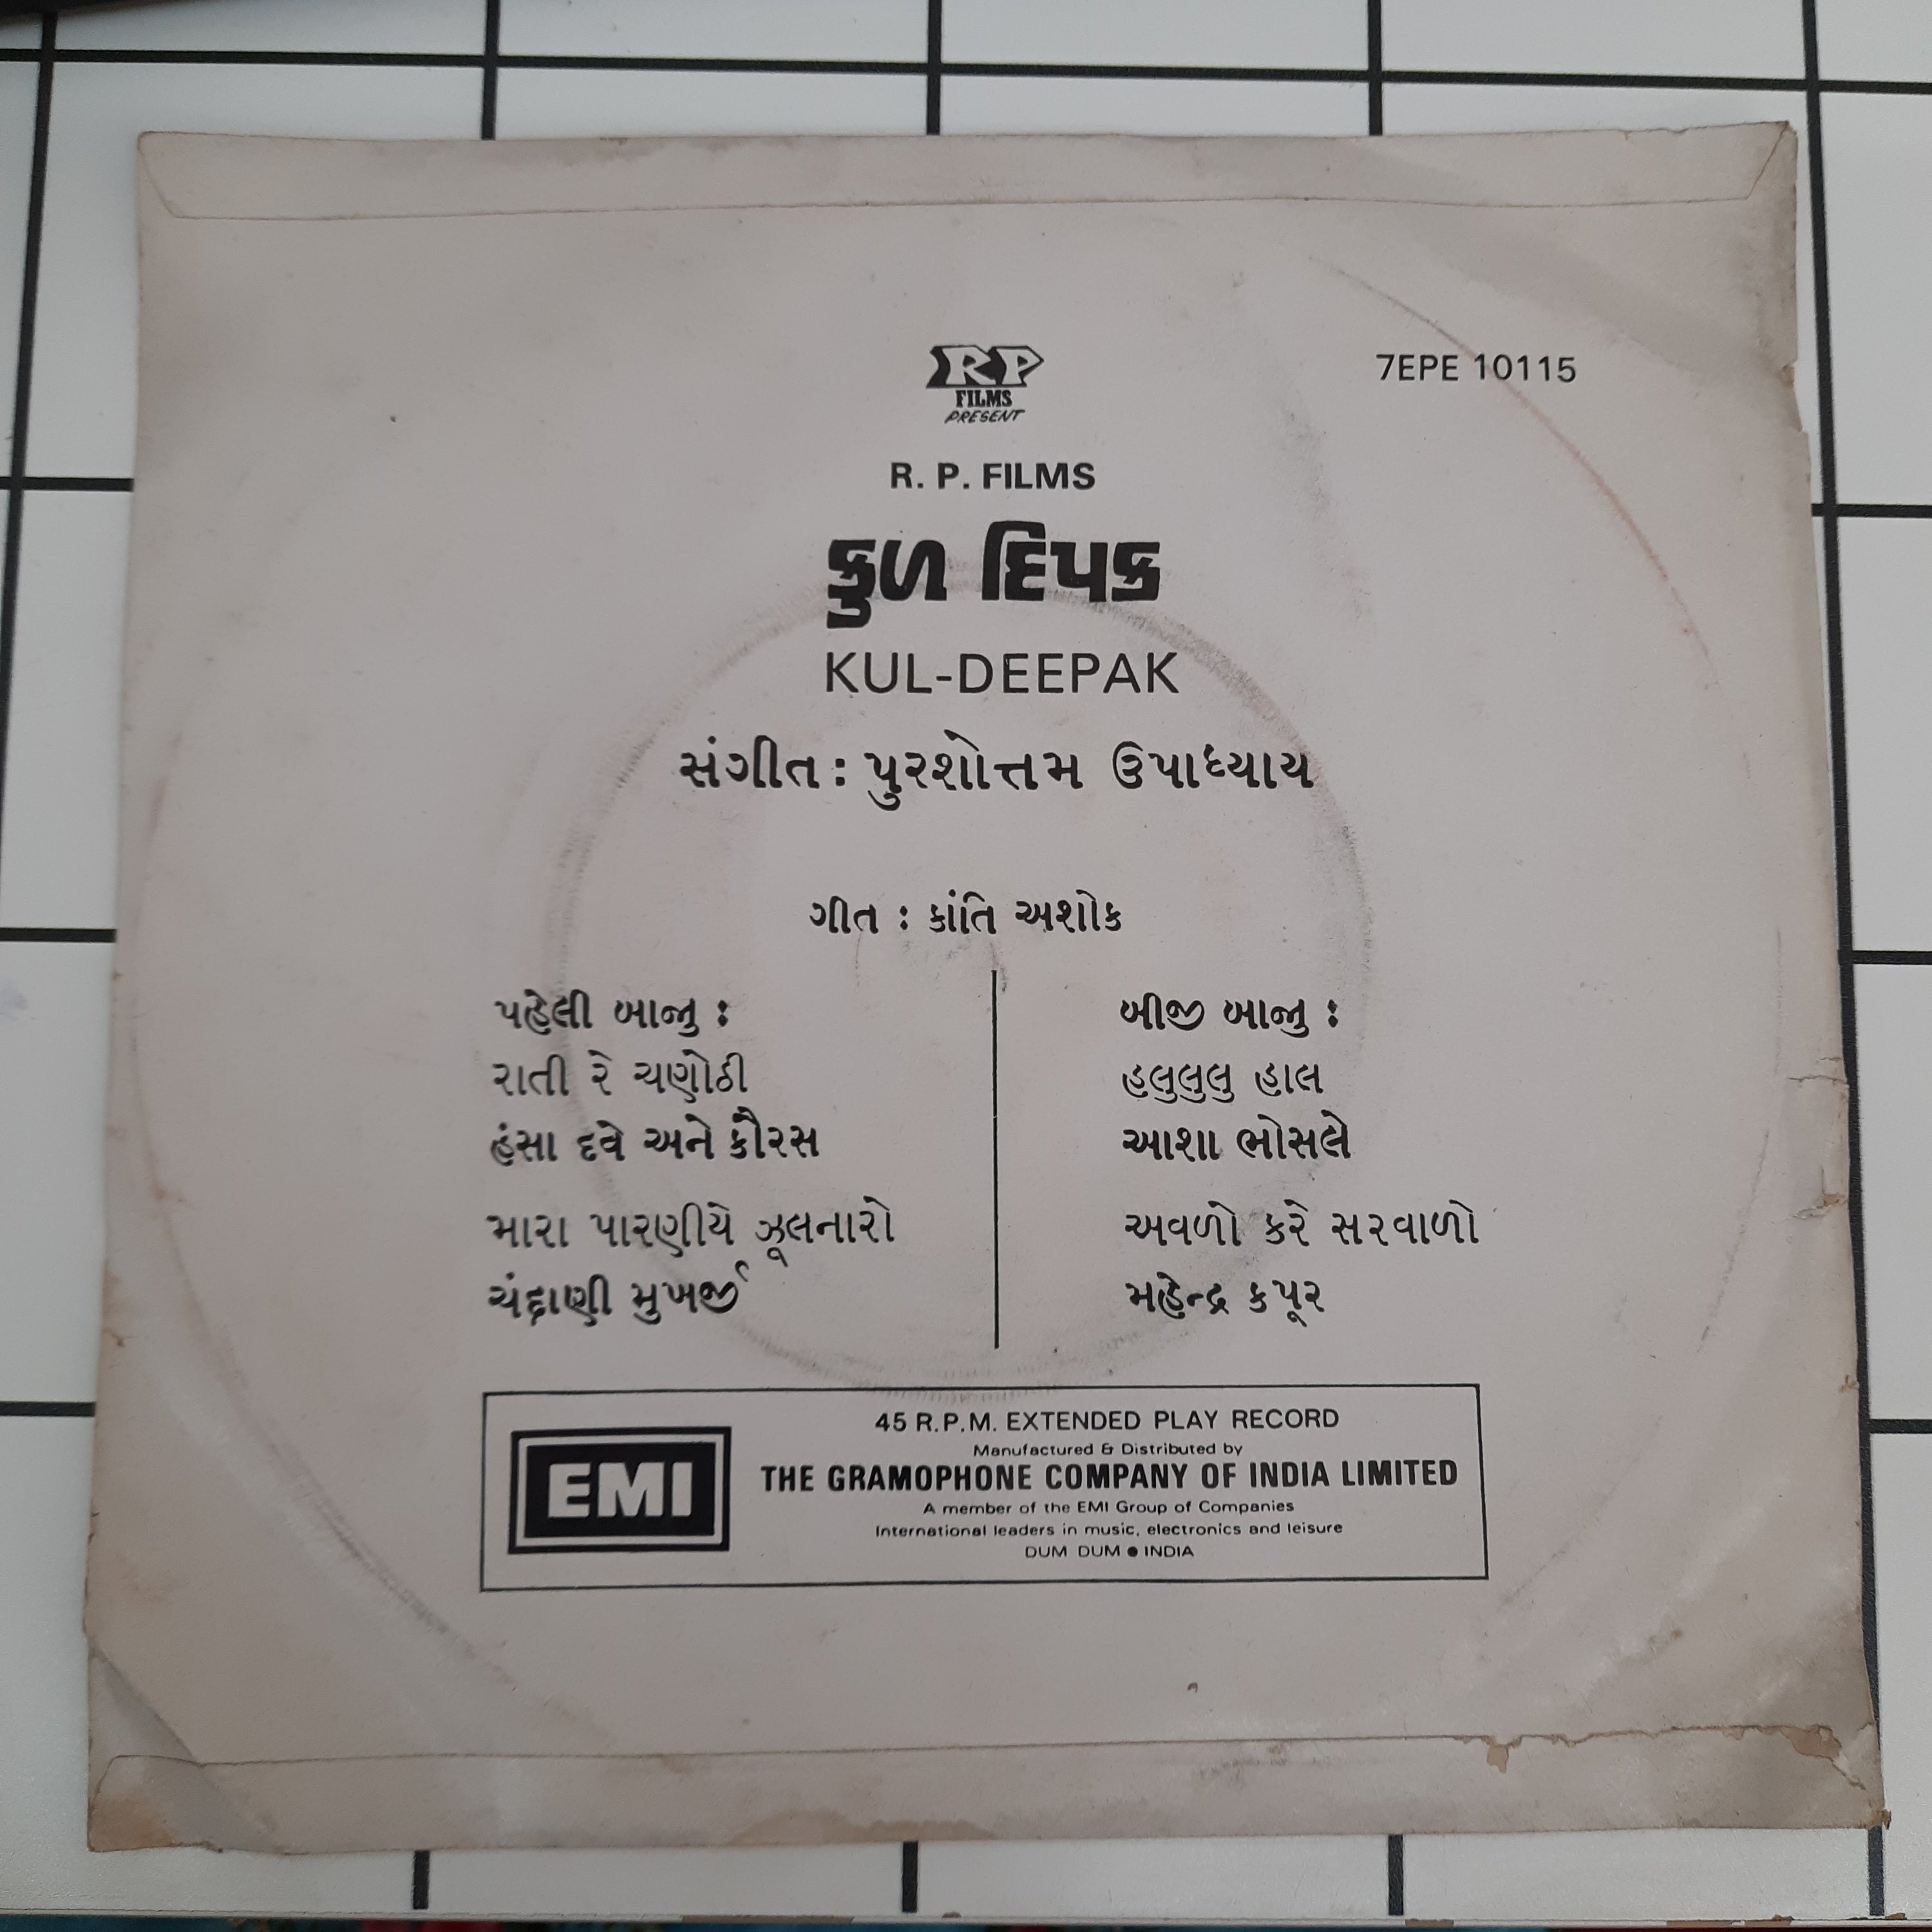 RP
FILMS
PRESENT
7EPE 10115
R. P. FILMS
કુળ દિપક
KUL-DEEPAK
સંગીત : પુરશોત્તમ ઉપાધ્યાય
ગીત : કાંતિ અશોક
પહેલી બાજુ :
રાતી રે ચણોઠી
હંસા દવે અને કૌરસ
મારા પારણીયે ઝૂલનારો
ચંદ્રાણી મુખર્જી
બીજી બાજુ :
હલુલુલુ હાલ
આશા ભોસલે
અવળો કરે સરવાળો
મહેન્દ્ર કપૂર
EMI
45 R.P.M. EXTENDED PLAY RECORD
Manufactured & Distributed by
THE GRAMOPHONE COMPANY OF INDIA LIMITED
A member of the EMI Group of Companies
International leaders in music, electronics and leisure
DUM DUM ● INDIA